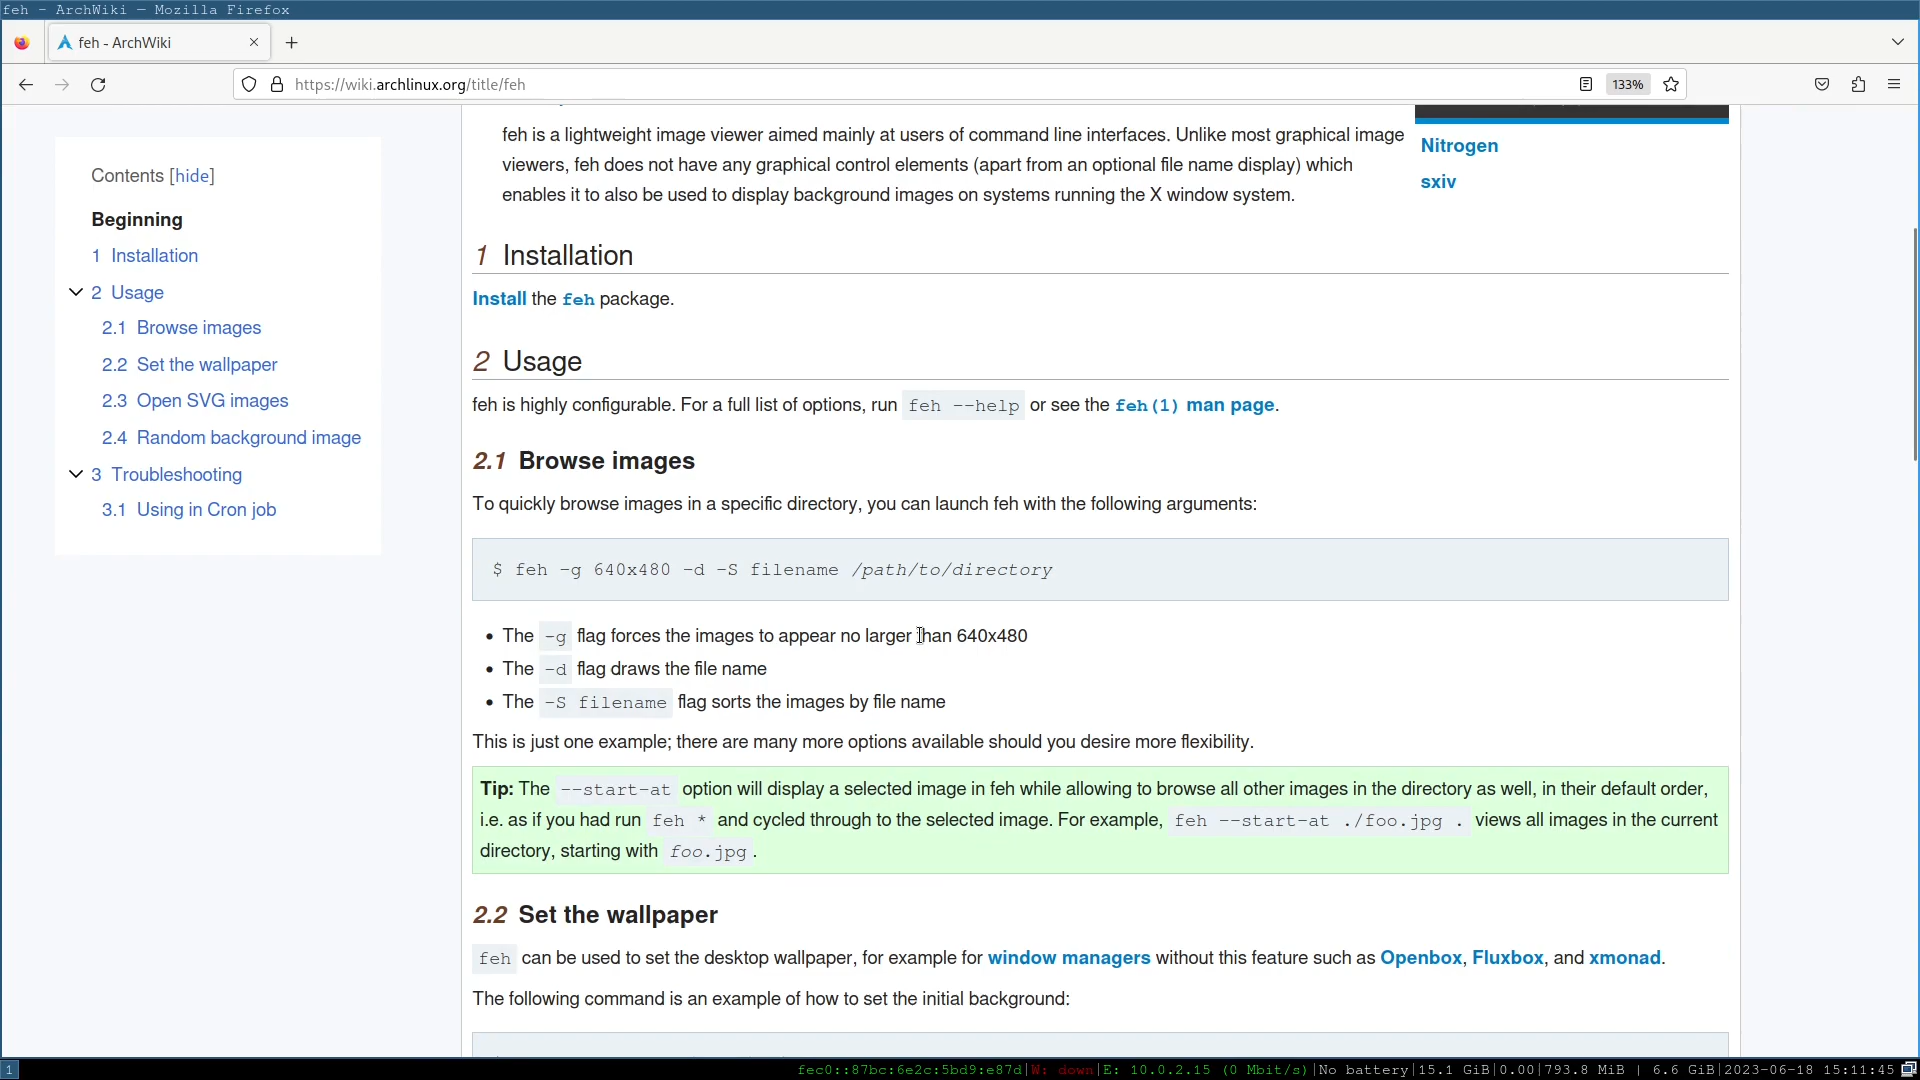 feh - ArchWiki — Mozilla Firefox
feh - ArchWiki
https://wiki.archlinux.org/title/feh
133%
Contents [hide]
Beginning
1 Installation
2 Usage
2.1 Browse images
2.2 Set the wallpaper
2.3 Open SVG images
2.4 Random background image
3 Troubleshooting
3.1 Using in Cron job
feh is a lightweight image viewer aimed mainly at users of command line interfaces. Unlike most graphical image
viewers, feh does not have any graphical control elements (apart from an optional file name display) which
enables it to also be used to display background images on systems running the X window system.
Nitrogen
sxiv
1 Installation
Install the feh package.
2 Usage
feh is highly configurable. For a full list of options, run feh --help or see the feh(1) man page.
2.1 Browse images
To quickly browse images in a specific directory, you can launch feh with the following arguments:
$ feh -g 640x480 -d -S filename /path/to/directory
• The -g flag forces the images to appear no larger than 640x480
• The -d flag draws the file name
• The -S filename flag sorts the images by file name
This is just one example; there are many more options available should you desire more flexibility.
Tip: The --start-at option will display a selected image in feh while allowing to browse all other images in the directory as well, in their default order,
i.e. as if you had run feh * and cycled through to the selected image. For example, feh --start-at ./foo.jpg . views all images in the current
directory, starting with foo.jpg.
2.2 Set the wallpaper
feh can be used to set the desktop wallpaper, for example for window managers without this feature such as Openbox, Fluxbox, and xmonad.
The following command is an example of how to set the initial background:
1
fec0::87bc:6e2c:5bd9:e87d|W: down|E: 10.0.2.15 (0 Mbit/s)|No battery|15.1 GiB|0.00|793.8 MiB | 6.6 GiB|2023-06-18 15:11:45